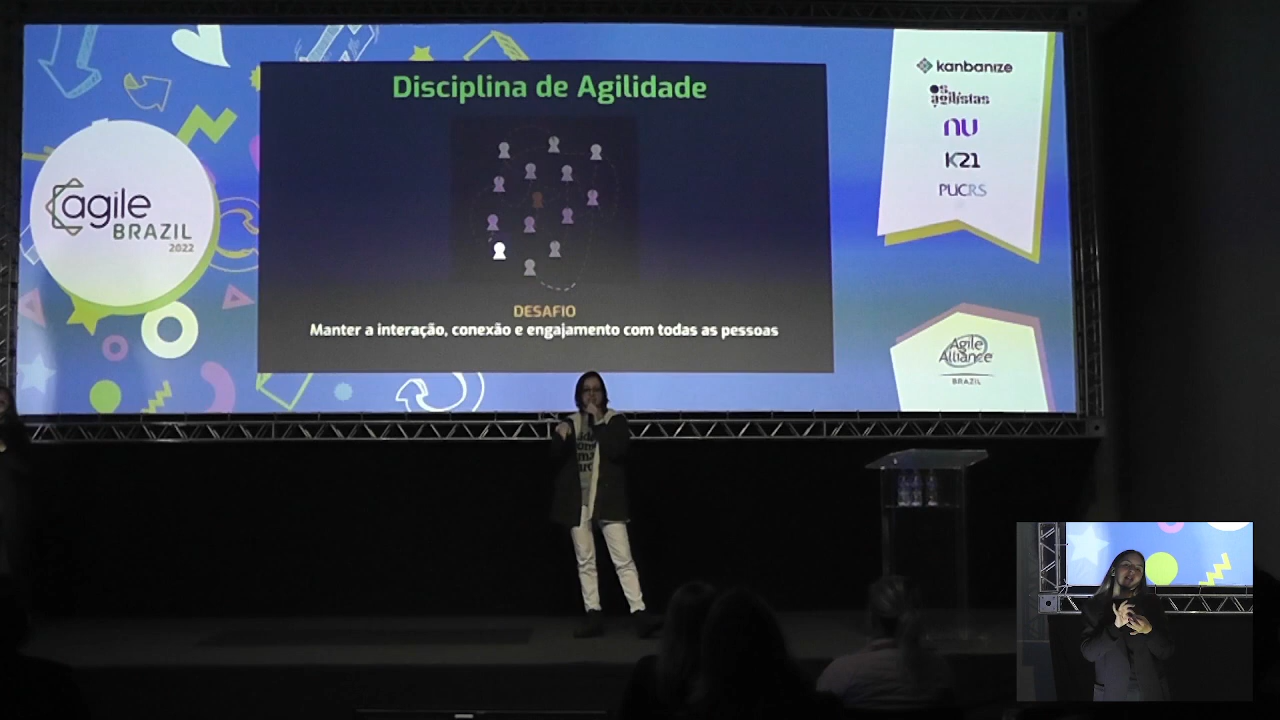 Disciplina de Agilidade
DESAFIO
Manter a interação, conexão e engajamento com todas as pessoas
agile
BRAZIL
2022
kanbanize
os
agilistas
nu
K21
PUCRS
Agile
Alliance
BRAZIL